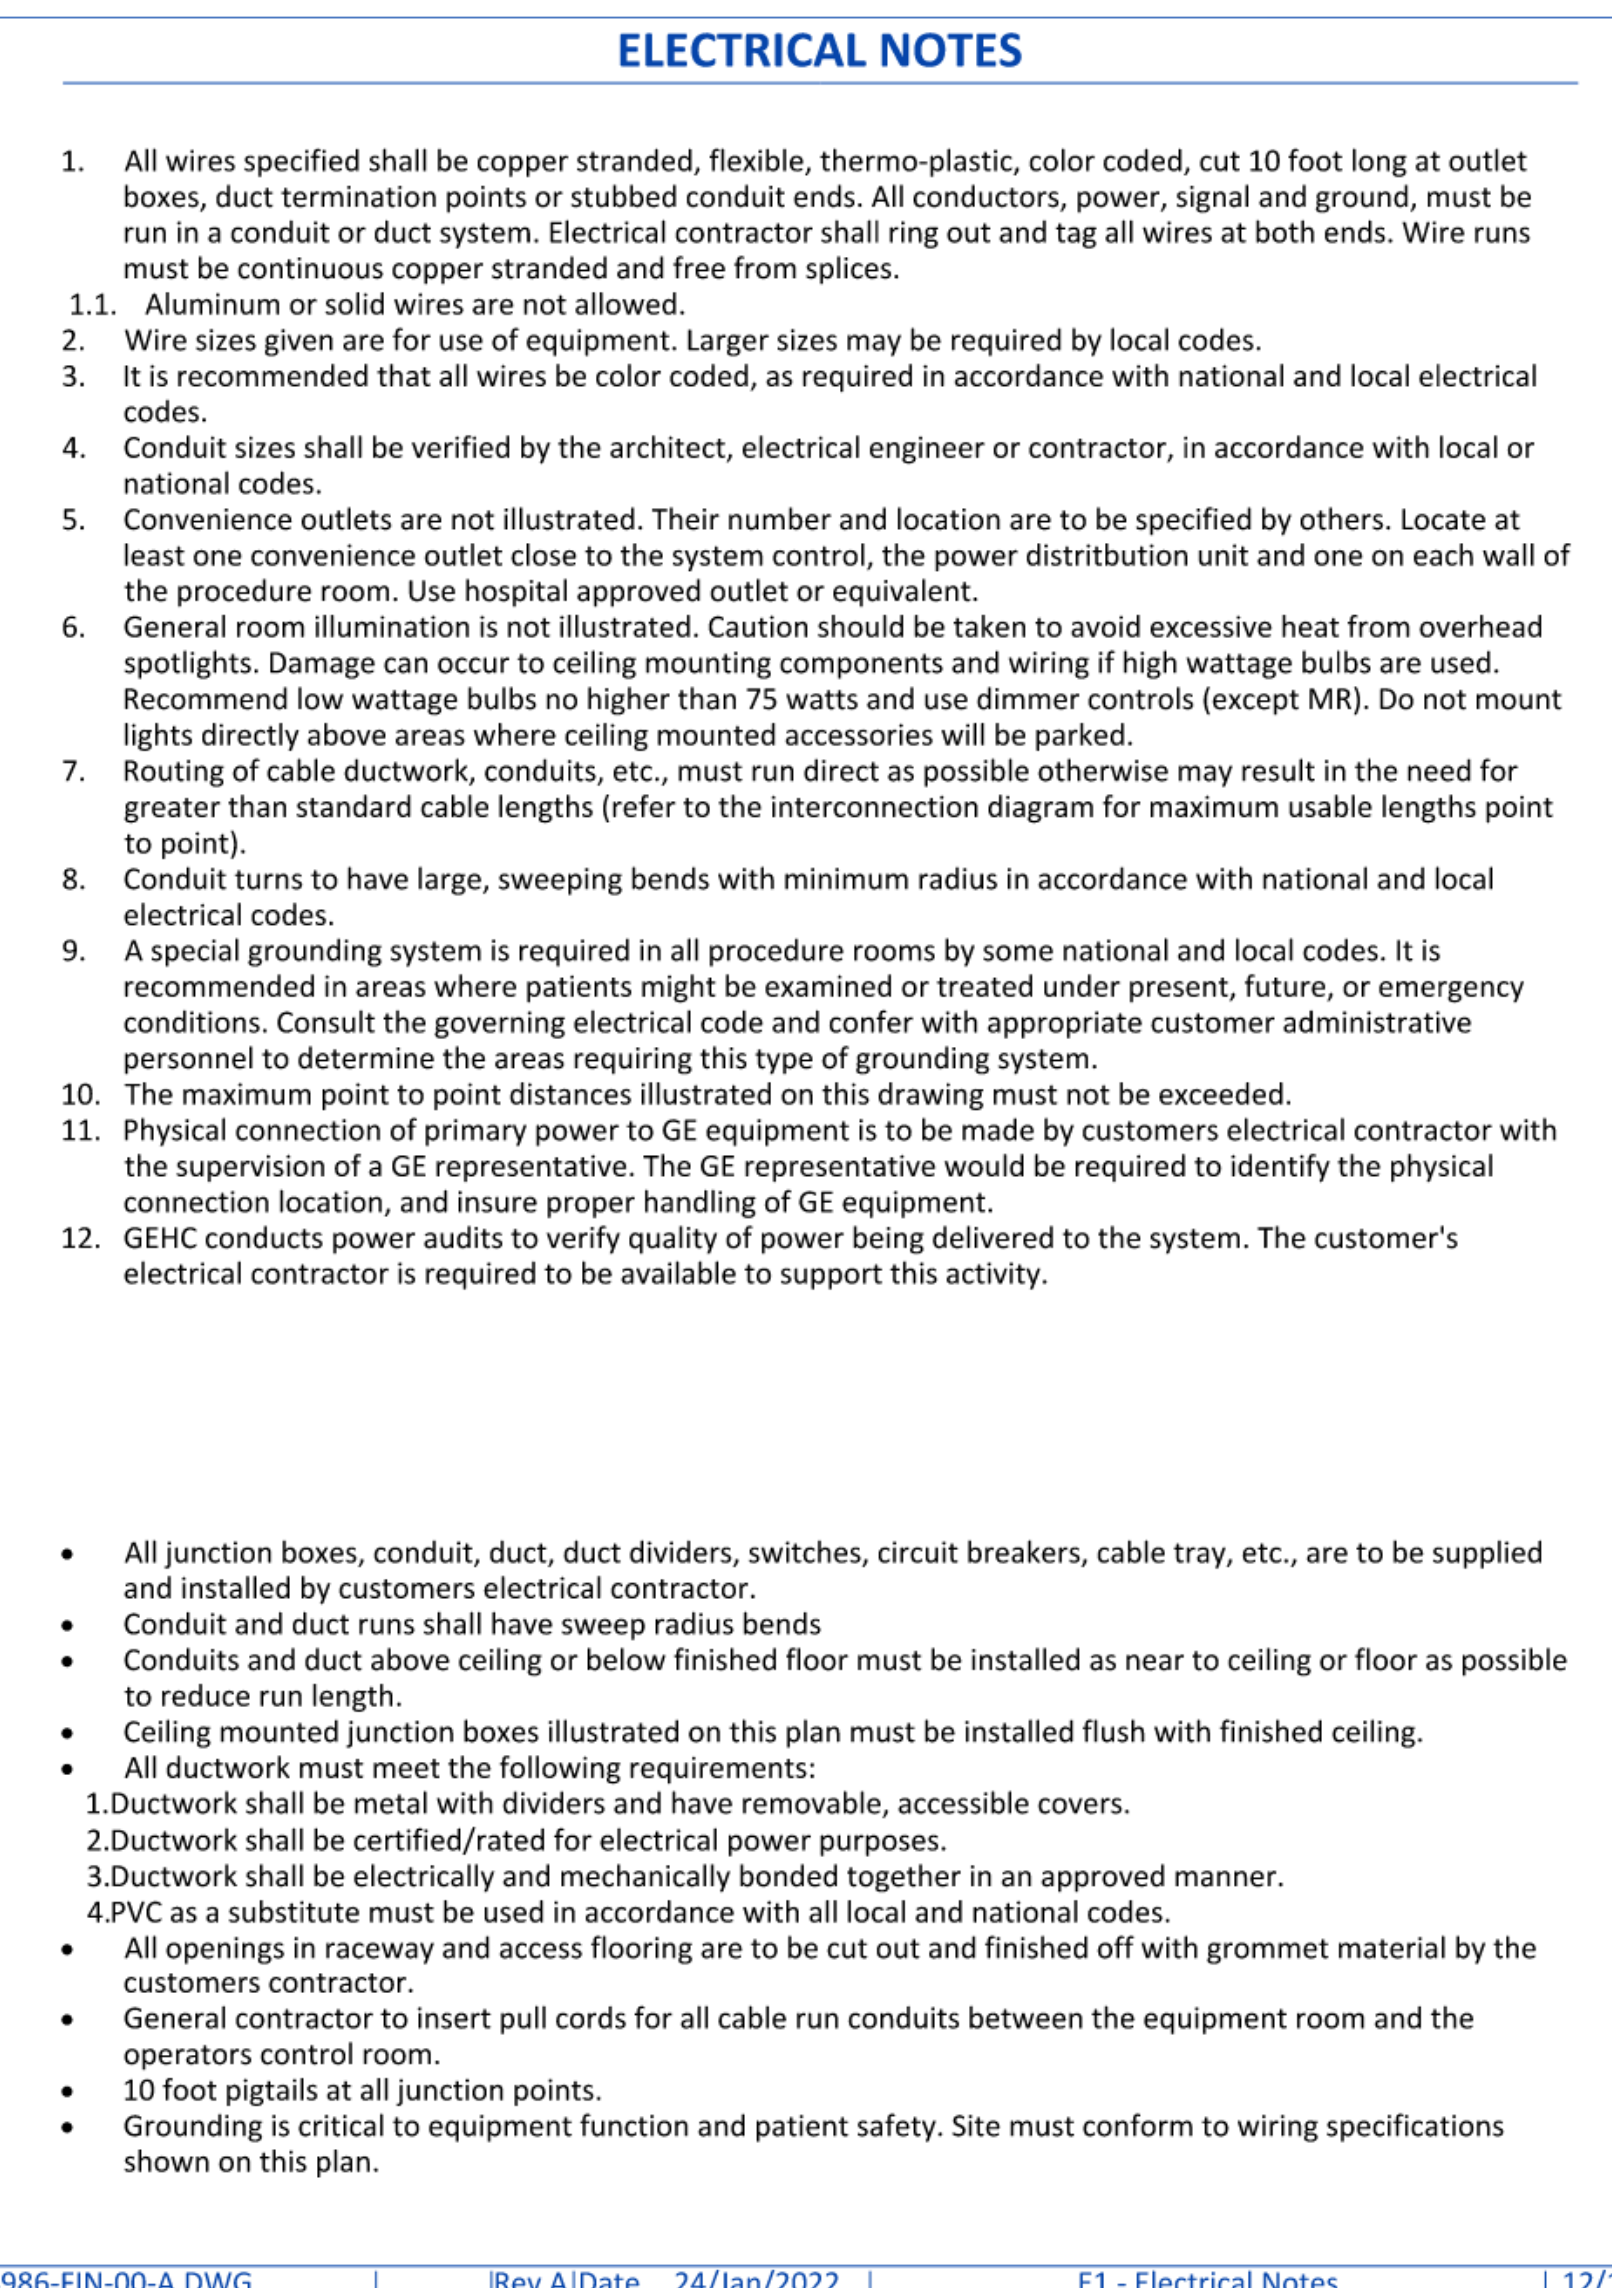 ELECTRICAL NOTES
1. All wires specified shall be copper stranded, flexible, thermo-plastic, color coded, cut 10 foot long at outlet
boxes, duct termination points or stubbed conduit ends. All conductors, power, signal and ground, must be
run in a conduit or duct system. Electrical contractor shall ring out and tag all wires at both ends. Wire runs
must be continuous copper stranded and free from splices.
1.1. Aluminum or solid wires are not allowed.
2. Wire sizes given are for use of equipment. Larger sizes may be required by local codes.
3. It is recommended that all wires be color coded, as required in accordance with national and local electrical
codes.
4. Conduit sizes shall be verified by the architect, electrical engineer or contractor, in accordance with local or
national codes.
5. Convenience outlets are not illustrated. Their number and location are to be specified by others. Locate at
least one convenience outlet close to the system control, the power distritbution unit and one on each wall of
the procedure room. Use hospital approved outlet or equivalent.
6. General room illumination is not illustrated. Caution should be taken to avoid excessive heat from overhead
spotlights. Damage can occur to ceiling mounting components and wiring if high wattage bulbs are used.
Recommend low wattage bulbs no higher than 75 watts and use dimmer controls (except MR). Do not mount
lights directly above areas where ceiling mounted accessories will be parked.
7. Routing of cable ductwork, conduits, etc., must run direct as possible otherwise may result in the need for
greater than standard cable lengths (refer to the interconnection diagram for maximum usable lengths point
to point).
8. Conduit turns to have large, sweeping bends with minimum radius in accordance with national and local
electrical codes.
9. A special grounding system is required in all procedure rooms by some national and local codes. It is
recommended in areas where patients might be examined or treated under present, future, or emergency
conditions. Consult the governing electrical code and confer with appropriate customer administrative
personnel to determine the areas requiring this type of grounding system.
10. The maximum point to point distances illustrated on this drawing must not be exceeded.
11. Physical connection of primary power to GE equipment is to be made by customers electrical contractor with
the supervision of a GE representative. The GE representative would be required to identify the physical
connection location, and insure proper handling of GE equipment.
12. GEHC conducts power audits to verify quality of power being delivered to the system. The customer's
electrical contractor is required to be available to support this activity.
• All junction boxes, conduit, duct, duct dividers, switches, circuit breakers, cable tray, etc., are to be supplied
and installed by customers electrical contractor.
• Conduit and duct runs shall have sweep radius bends
• Conduits and duct above ceiling or below finished floor must be installed as near to ceiling or floor as possible
to reduce run length.
• Ceiling mounted junction boxes illustrated on this plan must be installed flush with finished ceiling.
• All ductwork must meet the following requirements:
1.Ductwork shall be metal with dividers and have removable, accessible covers.
2.Ductwork shall be certified/rated for electrical power purposes.
3.Ductwork shall be electrically and mechanically bonded together in an approved manner.
4.PVC as a substitute must be used in accordance with all local and national codes.
• All openings in raceway and access flooring are to be cut out and finished off with grommet material by the
customers contractor.
• General contractor to insert pull cords for all cable run conduits between the equipment room and the
operators control room.
• 10 foot pigtails at all junction points.
• Grounding is critical to equipment function and patient safety. Site must conform to wiring specifications
shown on this plan.
986-FIN-00-A.DWG | |Rev A|Date 24/Jan/2022 | E1 - Electrical Notes | 12/